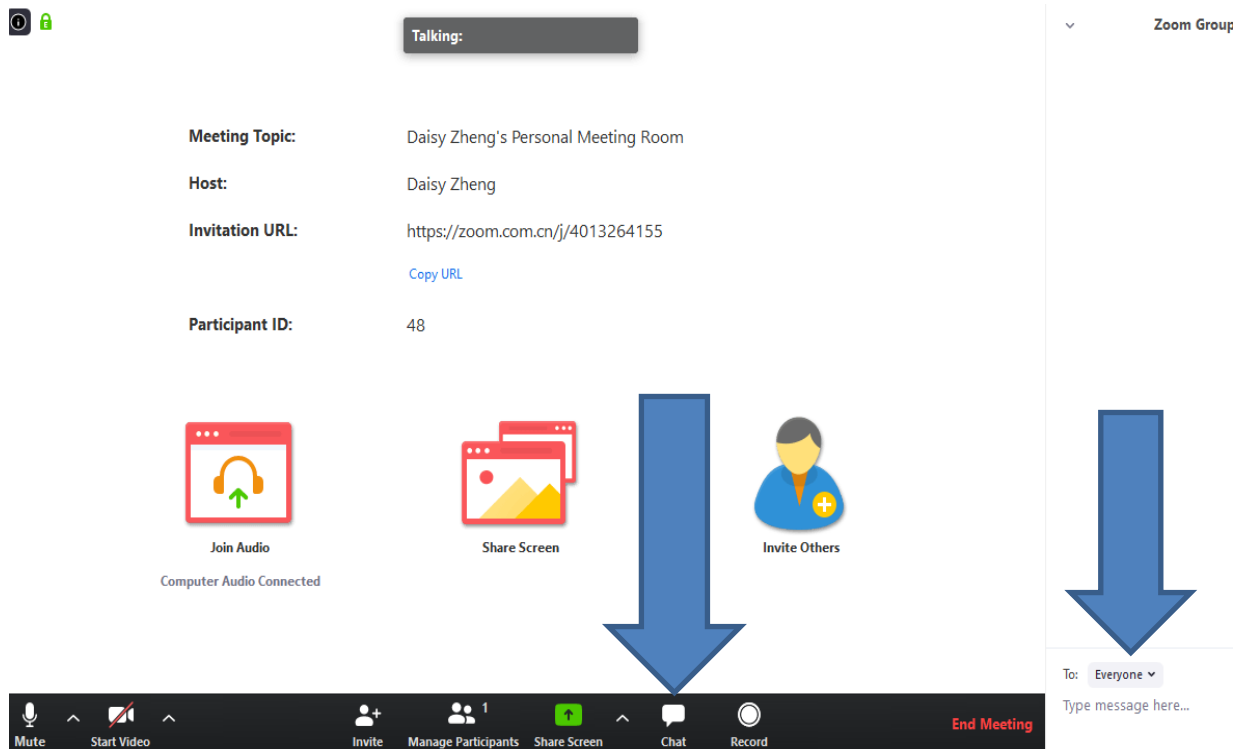 Talking:
Zoom Group
Meeting Topic: Daisy Zheng's Personal Meeting Room
Host: Daisy Zheng
Invitation URL: https://zoom.com.cn/j/4013264155
Copy URL
Participant ID: 48
Join Audio Share Screen Invite Others
Computer Audio Connected
To: Everyone
Type message here...
1
Mute Start Video Invite Manage Participants Share Screen Chat Record End Meeting